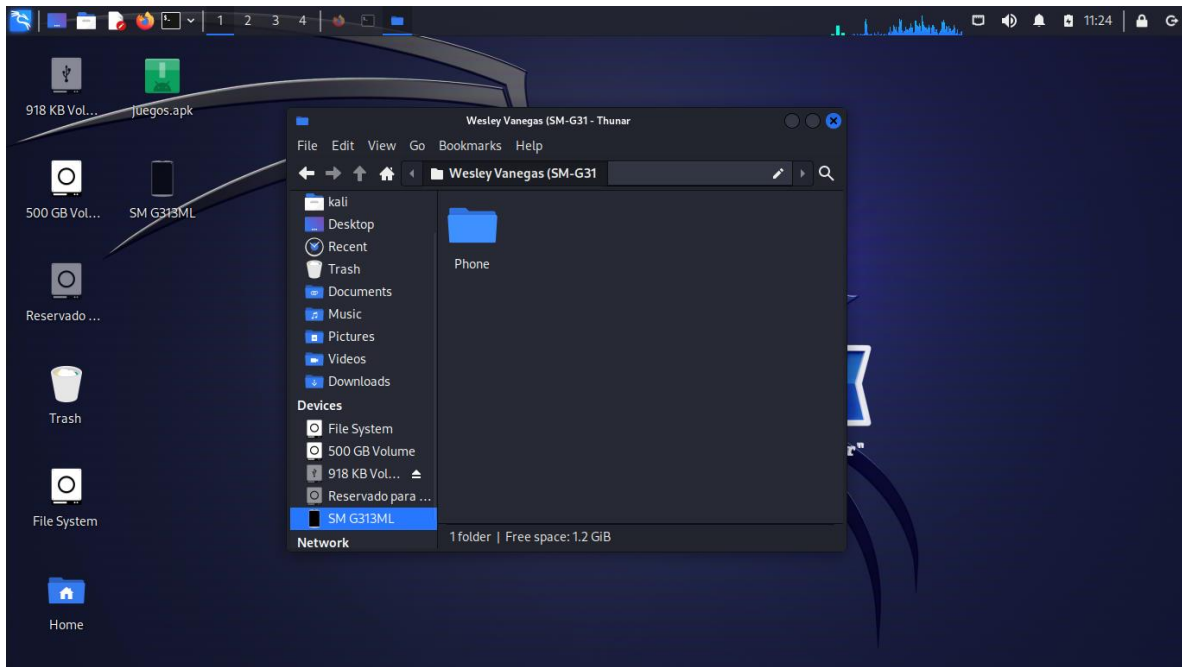 1 2 3 4 11:24
918 KB Vol...
juegos.apk
500 GB Vol...
SM G313ML
Reservado ...
Trash
File System
Home
Wesley Vanegas (SM-G31 - Thunar
File Edit View Go Bookmarks Help
Wesley Vanegas (SM-G31
kali
Desktop
Recent
Trash
Documents
Music
Pictures
Videos
Downloads
Devices
File System
500 GB Volume
918 KB Vol...
Reservado para ...
SM G313ML
Network
Phone
1 folder | Free space: 1.2 GiB
r"